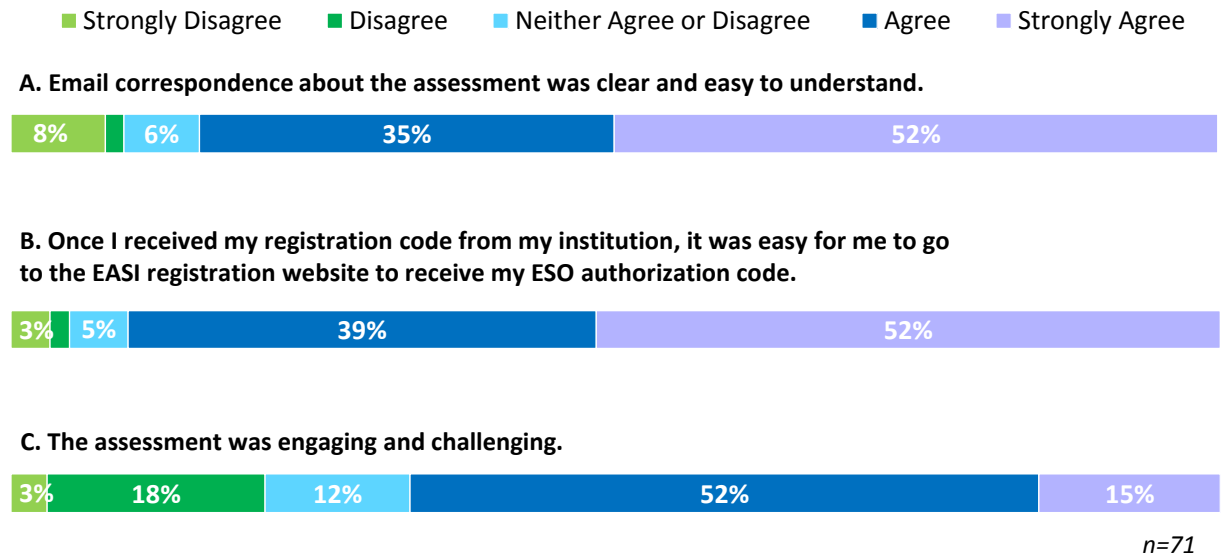 Strongly Disagree Disagree Neither Agree or Disagree Agree Strongly Agree
A. Email correspondence about the assessment was clear and easy to understand.
8% 6% 35% 52%
B. Once I received my registration code from my institution, it was easy for me to go
to the EASI registration website to receive my ESO authorization code.
3% 5% 39% 52%
C. The assessment was engaging and challenging.
3% 18% 12% 52% 15%
n=71